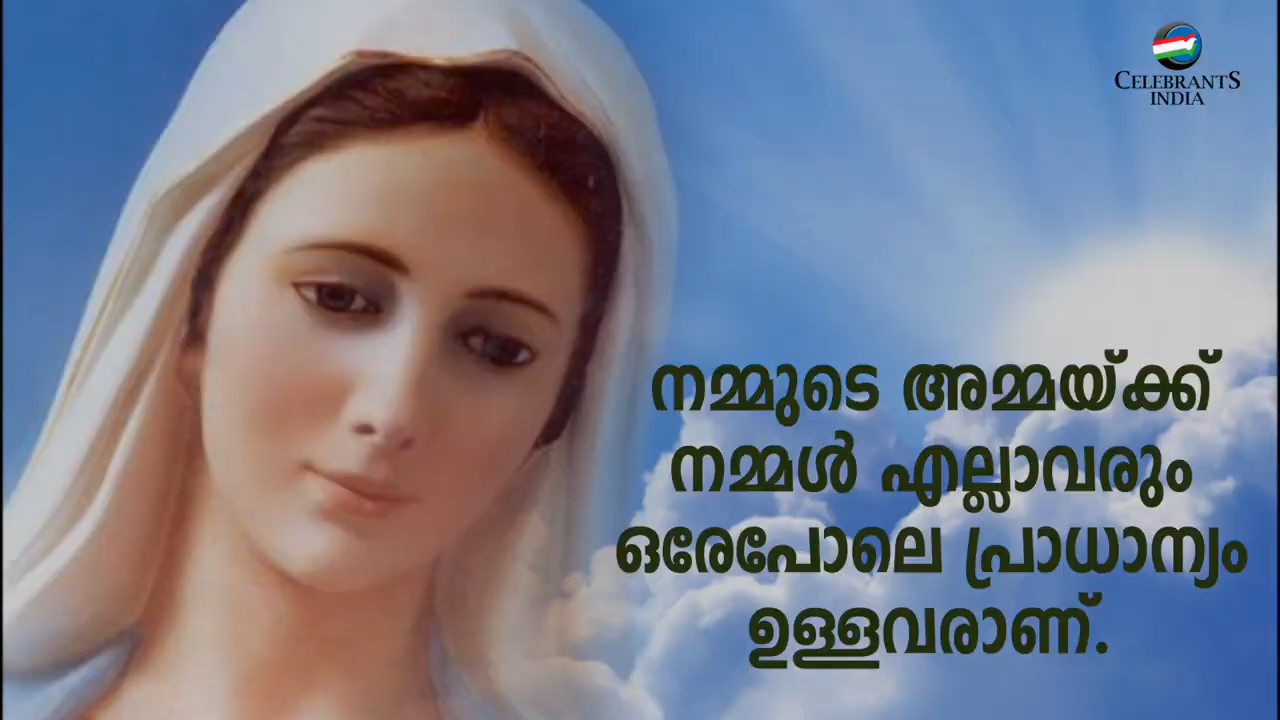 CELEBRANTS
INDIA
നമ്മുടെ അമ്മയ്ക്ക്
നമ്മൾ എല്ലാവരും
ഒരേപോലെ പ്രാധാന്യം
ഉള്ളവരാണ്.